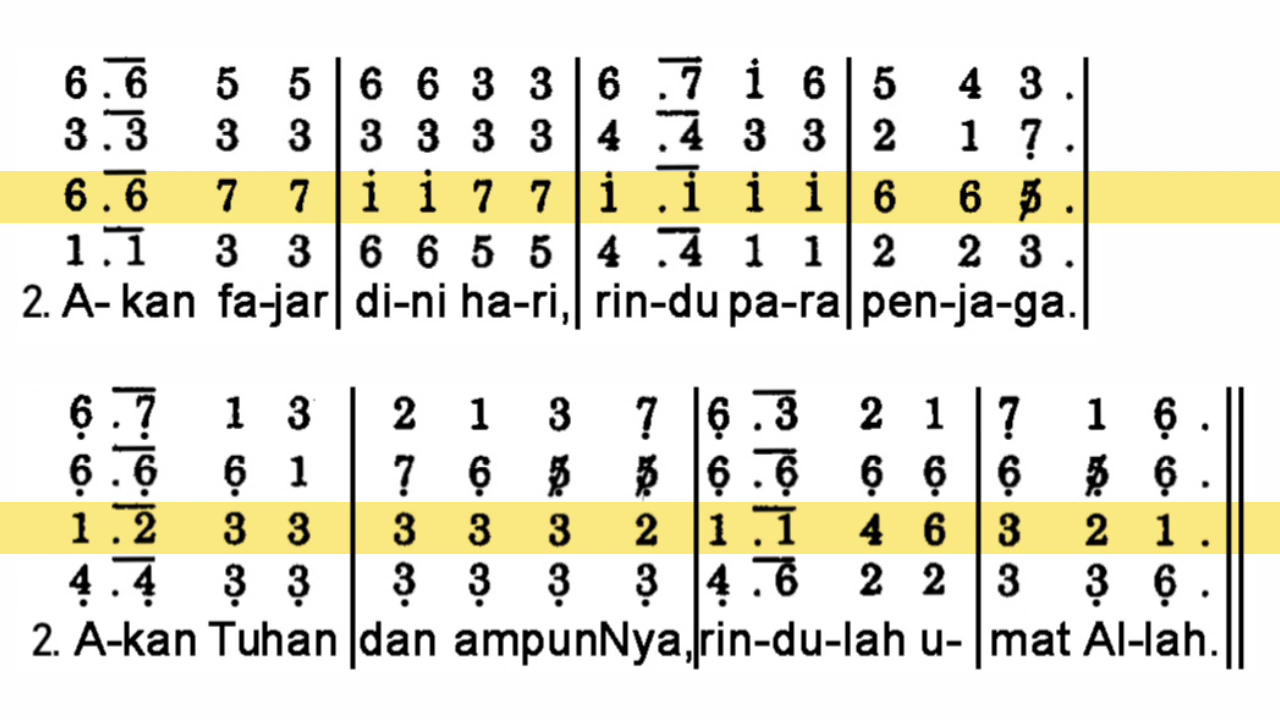 6 . 6 5 5 | 6 6 3 3 | 6 . 7 i 6 | 5 4 3 . |
3 . 3 3 3 | 3 3 3 3 | 4 . 4 3 3 | 2 1 7̣ . |
6 . 6 7 7 | i i 7 7 | i . i i i | 6 6 5̸ . |
1 . 1 3 3 | 6 6 5 5 | 4 . 4 1 1 | 2 2 3 . |
2. A- kan fa-jar | di-ni ha-ri, | rin-du pa-ra | pen-ja-ga. |
6̣ . 7̣ 1 3 | 2 1 3 7̣ | 6̣ . 3 2 1 | 7̣ 1 6̣ . ||
6̣ . 6̣ 6̣ 1 | 7̣ 6̣ 5̸̣ 5̸̣ | 6̣ . 6̣ 6̣ 6̣ | 6̣ 5̸̣ 6̣ . ||
1 . 2 3 3 | 3 3 3 2 | 1 . 1 4 6 | 3 2 1 . ||
4̣ . 4̣ 3̣ 3̣ | 3̣ 3̣ 3̣ 3̣ | 4̣ . 6̣ 2 2 | 3 3̣ 6̣ . ||
2. A-kan Tuhan | dan ampunNya, | rin-du-lah u- | mat Al-lah. ||